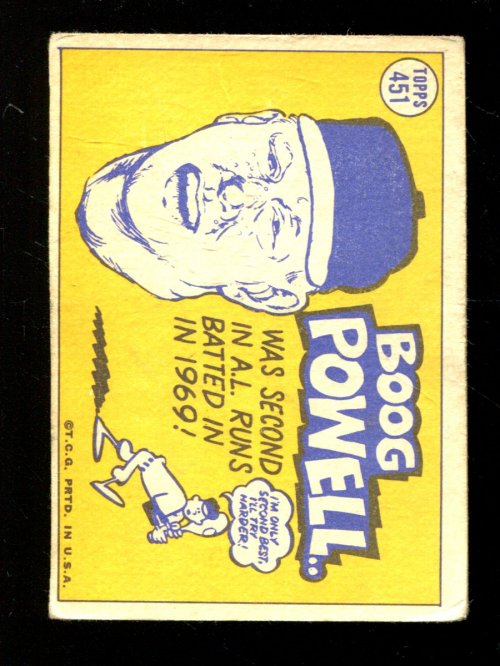 TOPPS
451
BOOG
POWELL..
WAS SECOND
IN A.L. RUNS
BATTED IN
IN 1969!
I'M ONLY
SECOND BEST.
I'LL TRY
HARDER!
©T.C.G. PRTD. IN U.S.A.